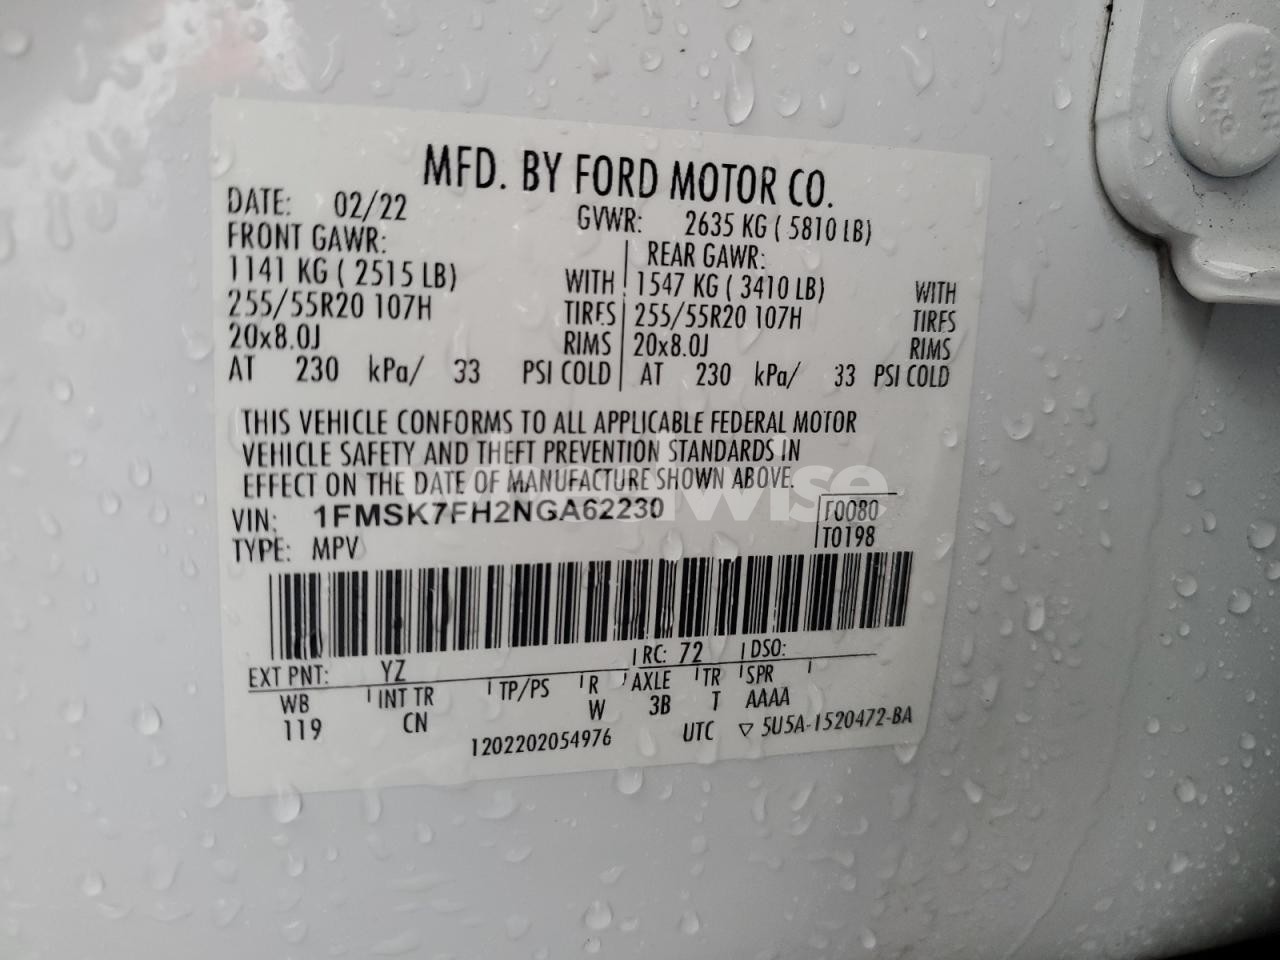 MFD. BY FORD MOTOR CO.
DATE: 02/22 GVWR: 2635 KG ( 5810 LB)
FRONT GAWR: REAR GAWR:
1141 KG ( 2515 LB) WITH 1547 KG ( 3410 LB) WITH
255/55R20 107H TIRES 255/55R20 107H TIRES
20x8.0J RIMS 20x8.0J RIMS
AT 230 kPa/ 33 PSI COLD AT 230 kPa/ 33 PSI COLD
THIS VEHICLE CONFORMS TO ALL APPLICABLE FEDERAL MOTOR
VEHICLE SAFETY AND THEFT PREVENTION STANDARDS IN
EFFECT ON THE DATE OF MANUFACTURE SHOWN ABOVE.
VIN: 1FMSK7FH2NGA62230 F0080
TYPE: MPV T0198
EXT PNT: YZ RC: 72 DSO:
WB INT TR TP/PS R AXLE TR SPR
119 CN W 3B T AAAA
1202202054976 UTC ▽ 5U5A-1520472-BA